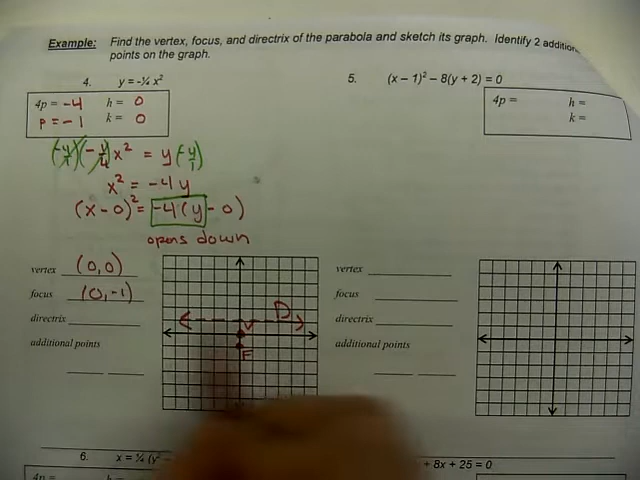 Example: Find the vertex, focus, and directrix of the parabola and sketch its graph. Identify 2 addition
points on the graph.
4. y = -¼ x²
4p = -4 h = 0
p = -1 k = 0
(-4/1)(-1/4)x² = y(-4/1)
x² = -4y
(x-0)² = -4(y-0)
opens down
vertex (0,0)
focus (0,-1)
directrix
additional points
D
V
F
5. (x – 1)² – 8(y + 2) = 0
4p = h =
k =
vertex
focus
directrix
additional points
6. x = ¼ (y²
4p = h
+ 8x + 25 = 0